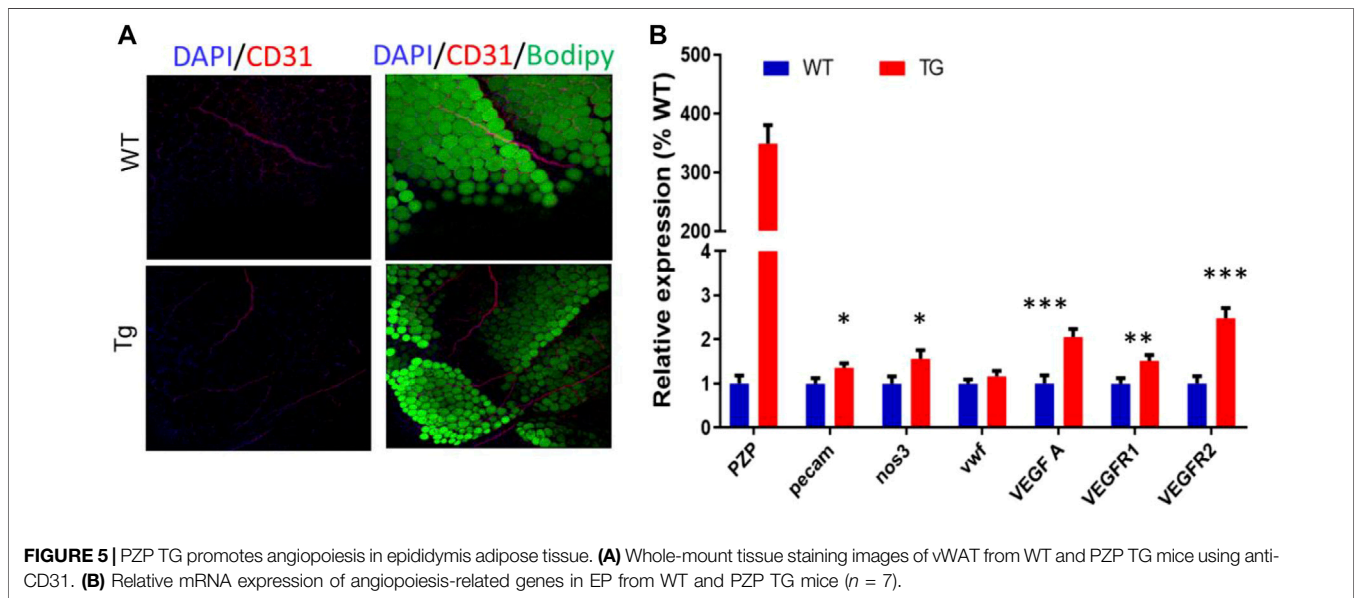 A
DAPI/CD31
DAPI/CD31/Bodipy
WT
Tg
B
WT
TG
Relative expression (% WT)
500
400
300
200
4
3
2
1
0
*
*
***
**
***
PZP
pecam
nos3
vwf
VEGF A
VEGFR1
VEGFR2
FIGURE 5 | PZP TG promotes angiopoiesis in epididymis adipose tissue. (A) Whole-mount tissue staining images of vWAT from WT and PZP TG mice using anti-
CD31. (B) Relative mRNA expression of angiopoiesis-related genes in EP from WT and PZP TG mice (n = 7).